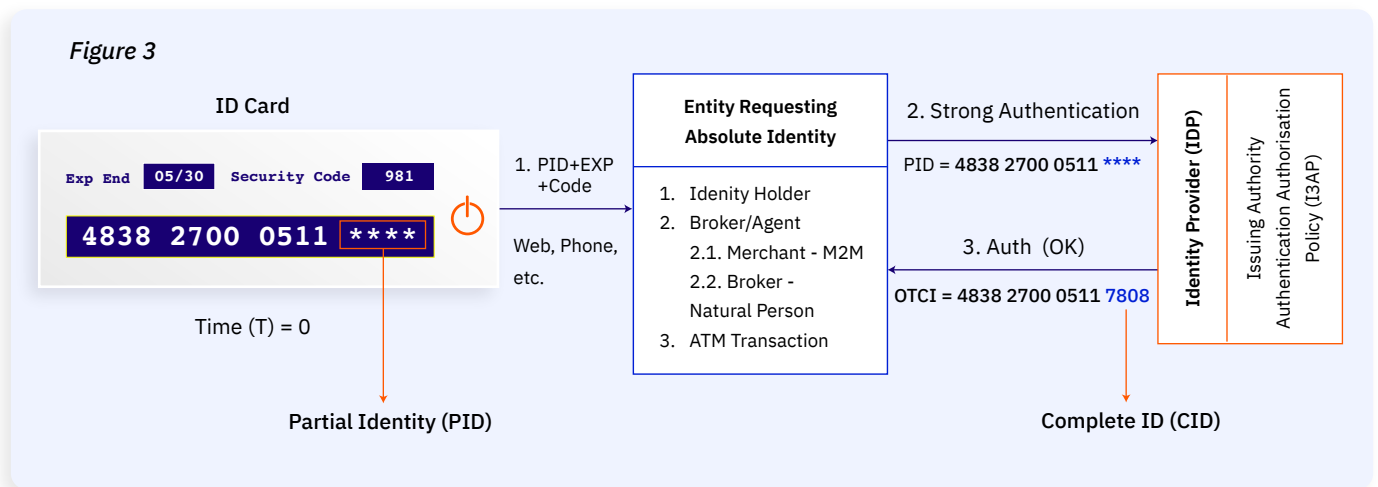 Figure 3
ID Card
Exp End 05/30 Security Code 981
4838 2700 0511 ****
Time (T) = 0
Partial Identity (PID)
1. PID+EXP
+Code
Web, Phone,
etc.
Entity Requesting
Absolute Identity
1. Idenity Holder
2. Broker/Agent
2.1. Merchant - M2M
2.2. Broker -
Natural Person
3. ATM Transaction
2. Strong Authentication
PID = 4838 2700 0511 ****
3. Auth (OK)
OTCI = 4838 2700 0511 7808
Complete ID (CID)
Identity Provider (IDP)
Issuing Authority
Authentication Authorisation
Policy (I3AP)